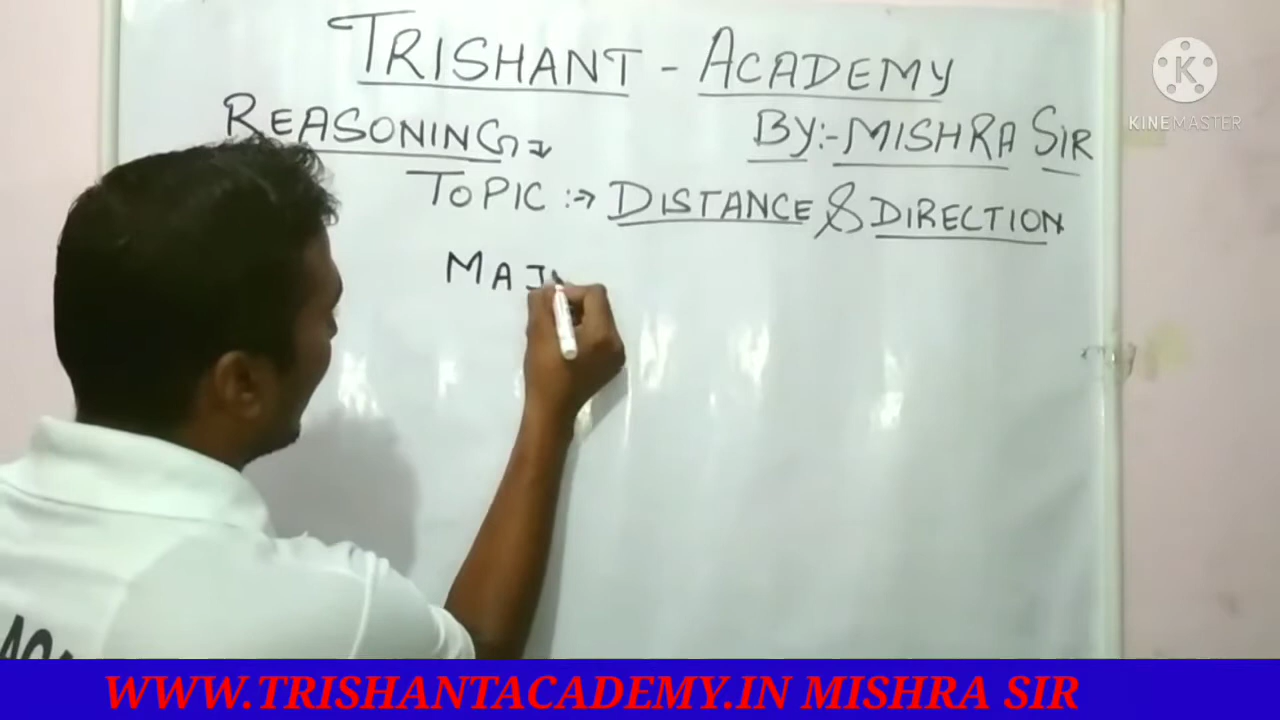 TRISHANT - ACADEMY
REASONING
BY:- MISHRA SIR
TOPIC :-> DISTANCE & DIRECTION
MAJ
KINEMASTER
WWW.TRISHANTACADEMY.IN MISHRA SIR